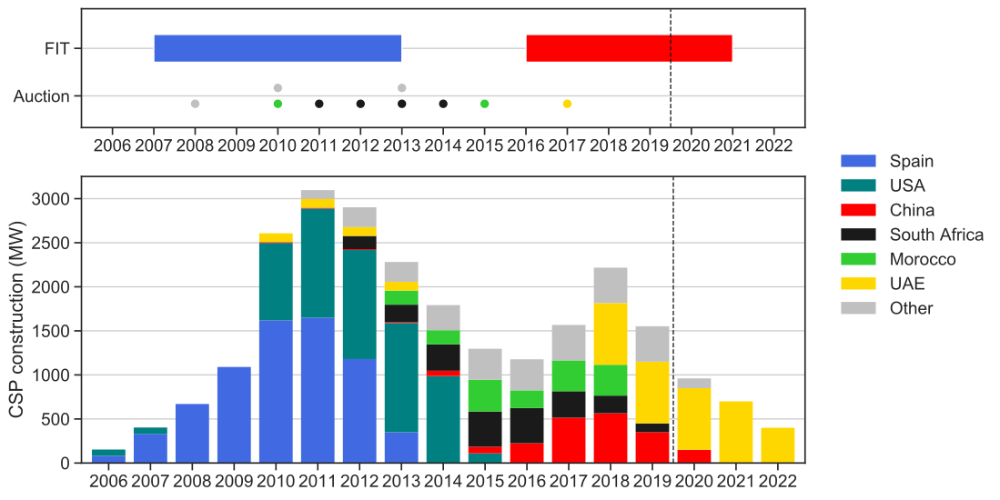 FIT
Auction
2006 2007 2008 2009 2010 2011 2012 2013 2014 2015 2016 2017 2018 2019 2020 2021 2022
CSP construction (MW)
3000
2500
2000
1500
1000
500
0
2006 2007 2008 2009 2010 2011 2012 2013 2014 2015 2016 2017 2018 2019 2020 2021 2022
Spain
USA
China
South Africa
Morocco
UAE
Other